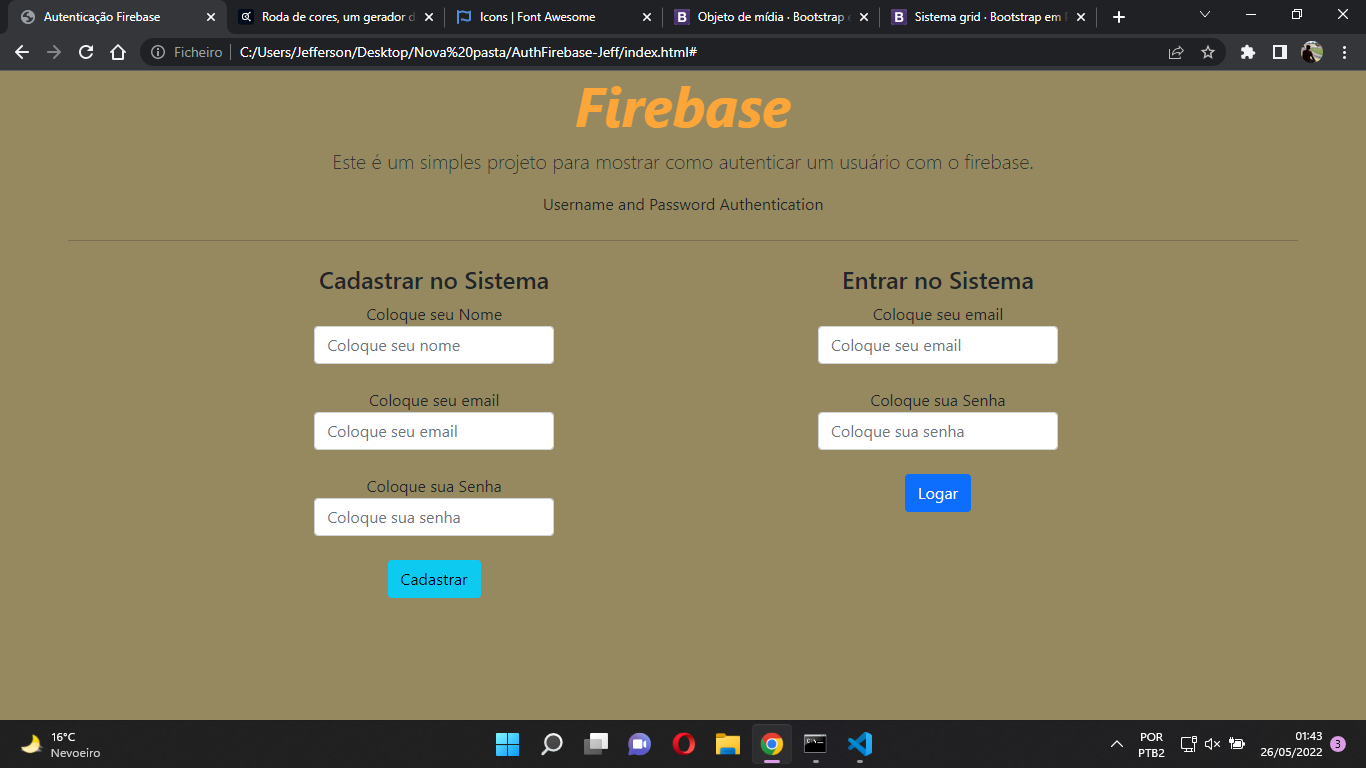 Autenticação Firebase
Roda de cores, um gerador d
Icons | Font Awesome
Objeto de mídia · Bootstrap e
Sistema grid · Bootstrap em
Ficheiro
C:/Users/Jefferson/Desktop/Nova%20pasta/AuthFirebase-Jeff/index.html#
Firebase
Este é um simples projeto para mostrar como autenticar um usuário com o firebase.
Username and Password Authentication
Cadastrar no Sistema
Coloque seu Nome
Coloque seu nome
Coloque seu email
Coloque seu email
Coloque sua Senha
Coloque sua senha
Cadastrar
Entrar no Sistema
Coloque seu email
Coloque seu email
Coloque sua Senha
Coloque sua senha
Logar
16°C
Nevoeiro
POR
PTB2
01:43
26/05/2022
3